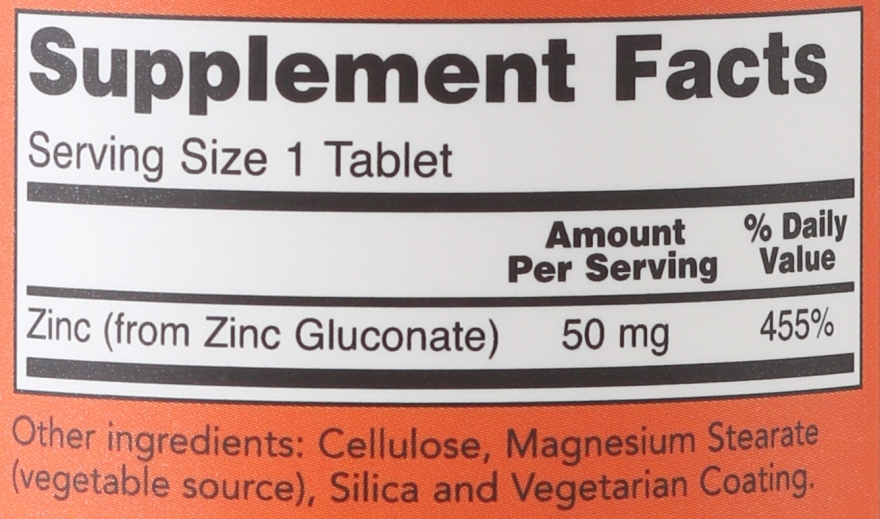 Supplement Facts
Serving Size 1 Tablet
Amount
Per Serving
% Daily
Value
Zinc (from Zinc Gluconate) 50 mg 455%
Other ingredients: Cellulose, Magnesium Stearate
(vegetable source), Silica and Vegetarian Coating.